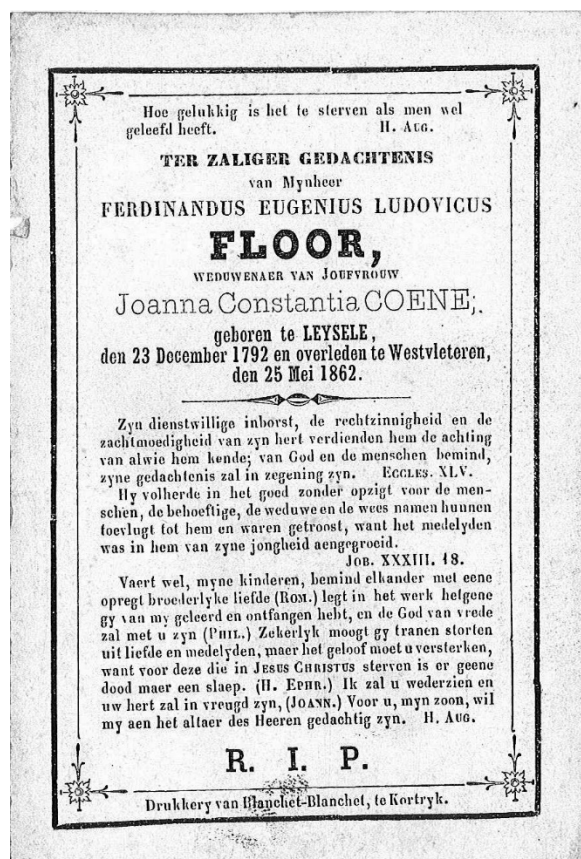 Hoe gelukkig is het te sterven als men wel
geleefd heeft. H. AUG.
TER ZALIGER GEDACHTENIS
van Mynheer
FERDINANDUS EUGENIUS LUDOVICUS
FLOOR,
WEDUWENAER VAN JOUFVROUW
Joanna Constantia COENE;.
geboren te LEYSELE,
den 23 December 1792 en overleden te Westvleteren,
den 25 Mei 1862.
Zyn dienstwillige inborst, de rechtzinnigheid en de
zachtmoedigheid van zyn hert verdienden hem de achting
van alwie hem kende; van God en de menschen bemind,
zyne gedachtenis zal in zegening zyn. ECCLES. XLV.
Hy volherde in het goed zonder opzigt voor de men-
schen, de behoeftige, de weduwe en de wees namen hunnen
toevlugt tot hem en waren getroost, want het medelyden
was in hem van zyne jongheid aengegroeid.
JOB. XXXIII. 18.
Vaert wel, myne kinderen, bemind elkander met eene
opregt broederlyke liefde (ROM.) legt in het werk hetgene
gy van my geleerd en ontfangen hebt, en de God van vrede
zal met u zyn (PHIL.) Zekerlyk moogt gy tranen storten
uit liefde en medelyden, maer het geloof moet u versterken,
want voor deze die in JESUS CHRISTUS sterven is er geene
dood maer een slaep. (H. EPHR.) Ik zal u wederzien en
uw hert zal in vreugd zyn, (JOANN.) Voor u, myn zoon, wil
my aen het altaer des Heeren gedachtig zyn. H. AUG.
R. I. P.
Drukkery van Blanchet-Blanchet, te Kortryk.